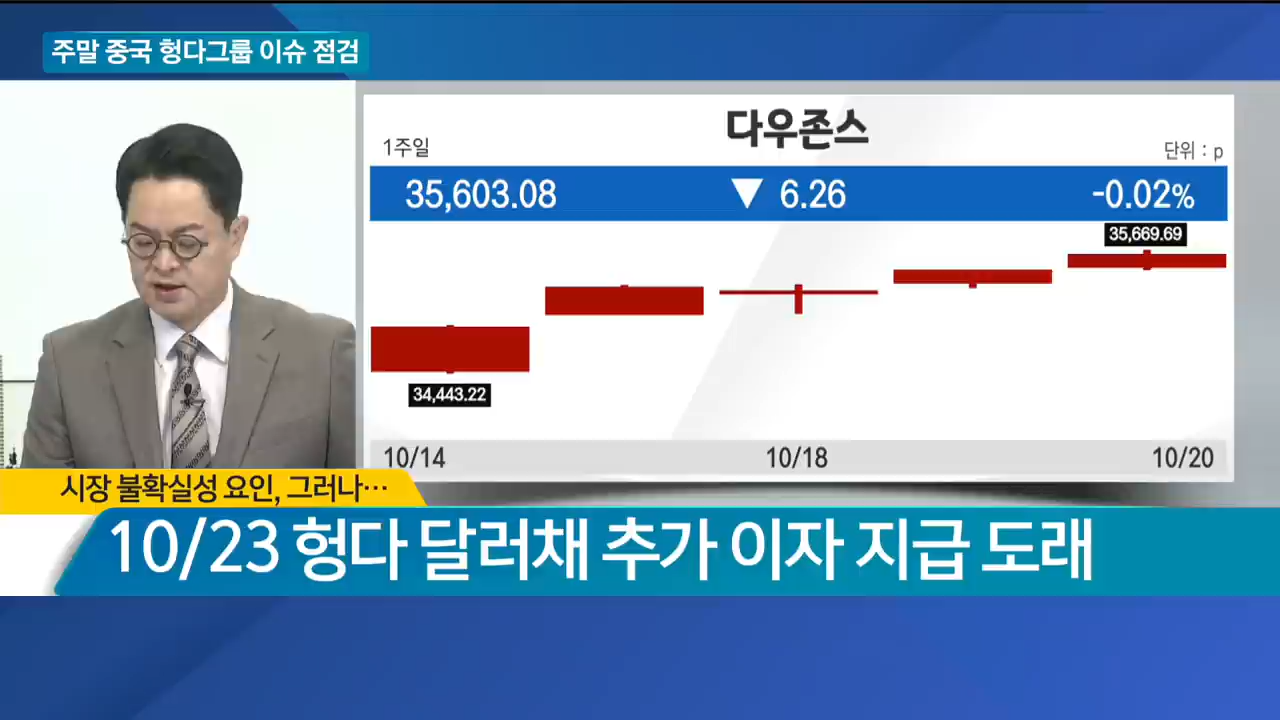 주말 중국 헝다그룹 이슈 점검
다우존스
1주일
단위 : p
35,603.08 ▼ 6.26 -0.02%
35,669.69
34,443.22
10/14 10/18 10/20
시장 불확실성 요인, 그러나…
10/23 헝다 달러채 추가 이자 지급 도래